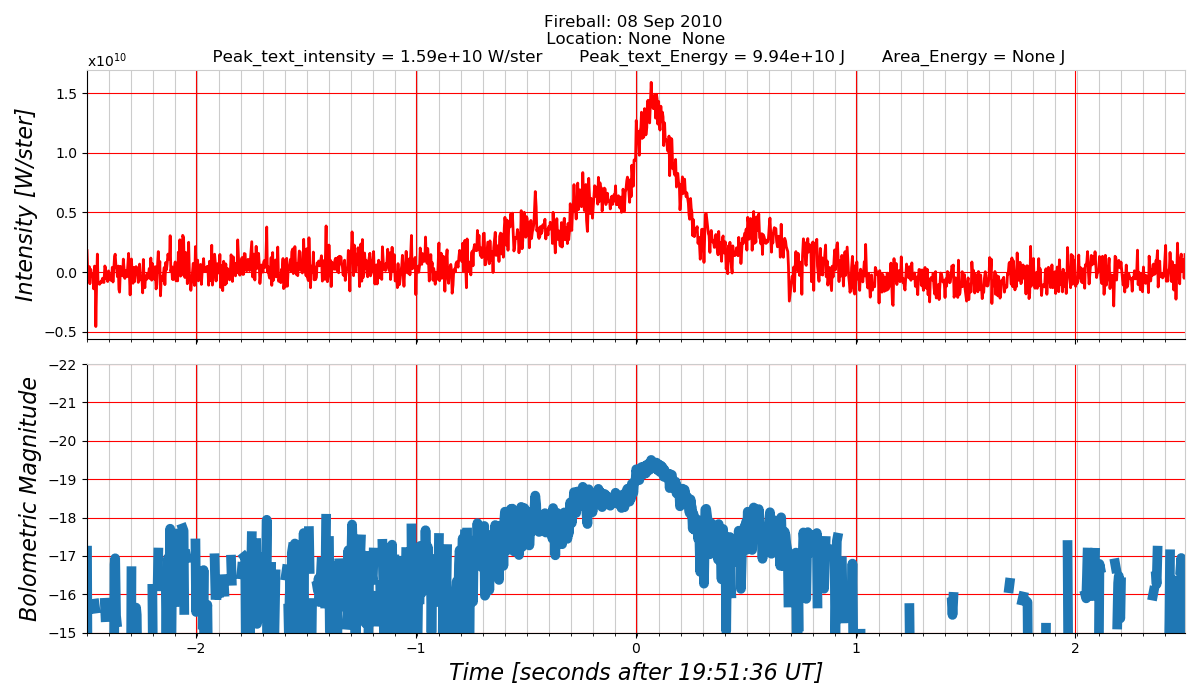 Fireball: 08 Sep 2010
Location: None  None
Peak_text_intensity = 1.59e+10 W/ster       Peak_text_Energy = 9.94e+10 J       Area_Energy = None J
x10¹⁰
1.5
1.0
0.5
0.0
−0.5
Intensity [W/ster]
−22
−21
−20
−19
−18
−17
−16
−15
Bolometric Magnitude
−2 −1 0 1 2
Time [seconds after 19:51:36 UT]